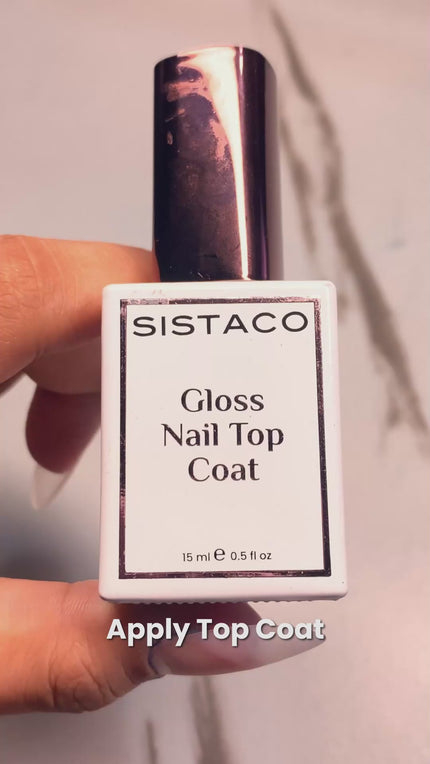 SISTACO
Gloss
Nail Top
Coat
15 ml e 0.5 fl oz
Apply Top Coat